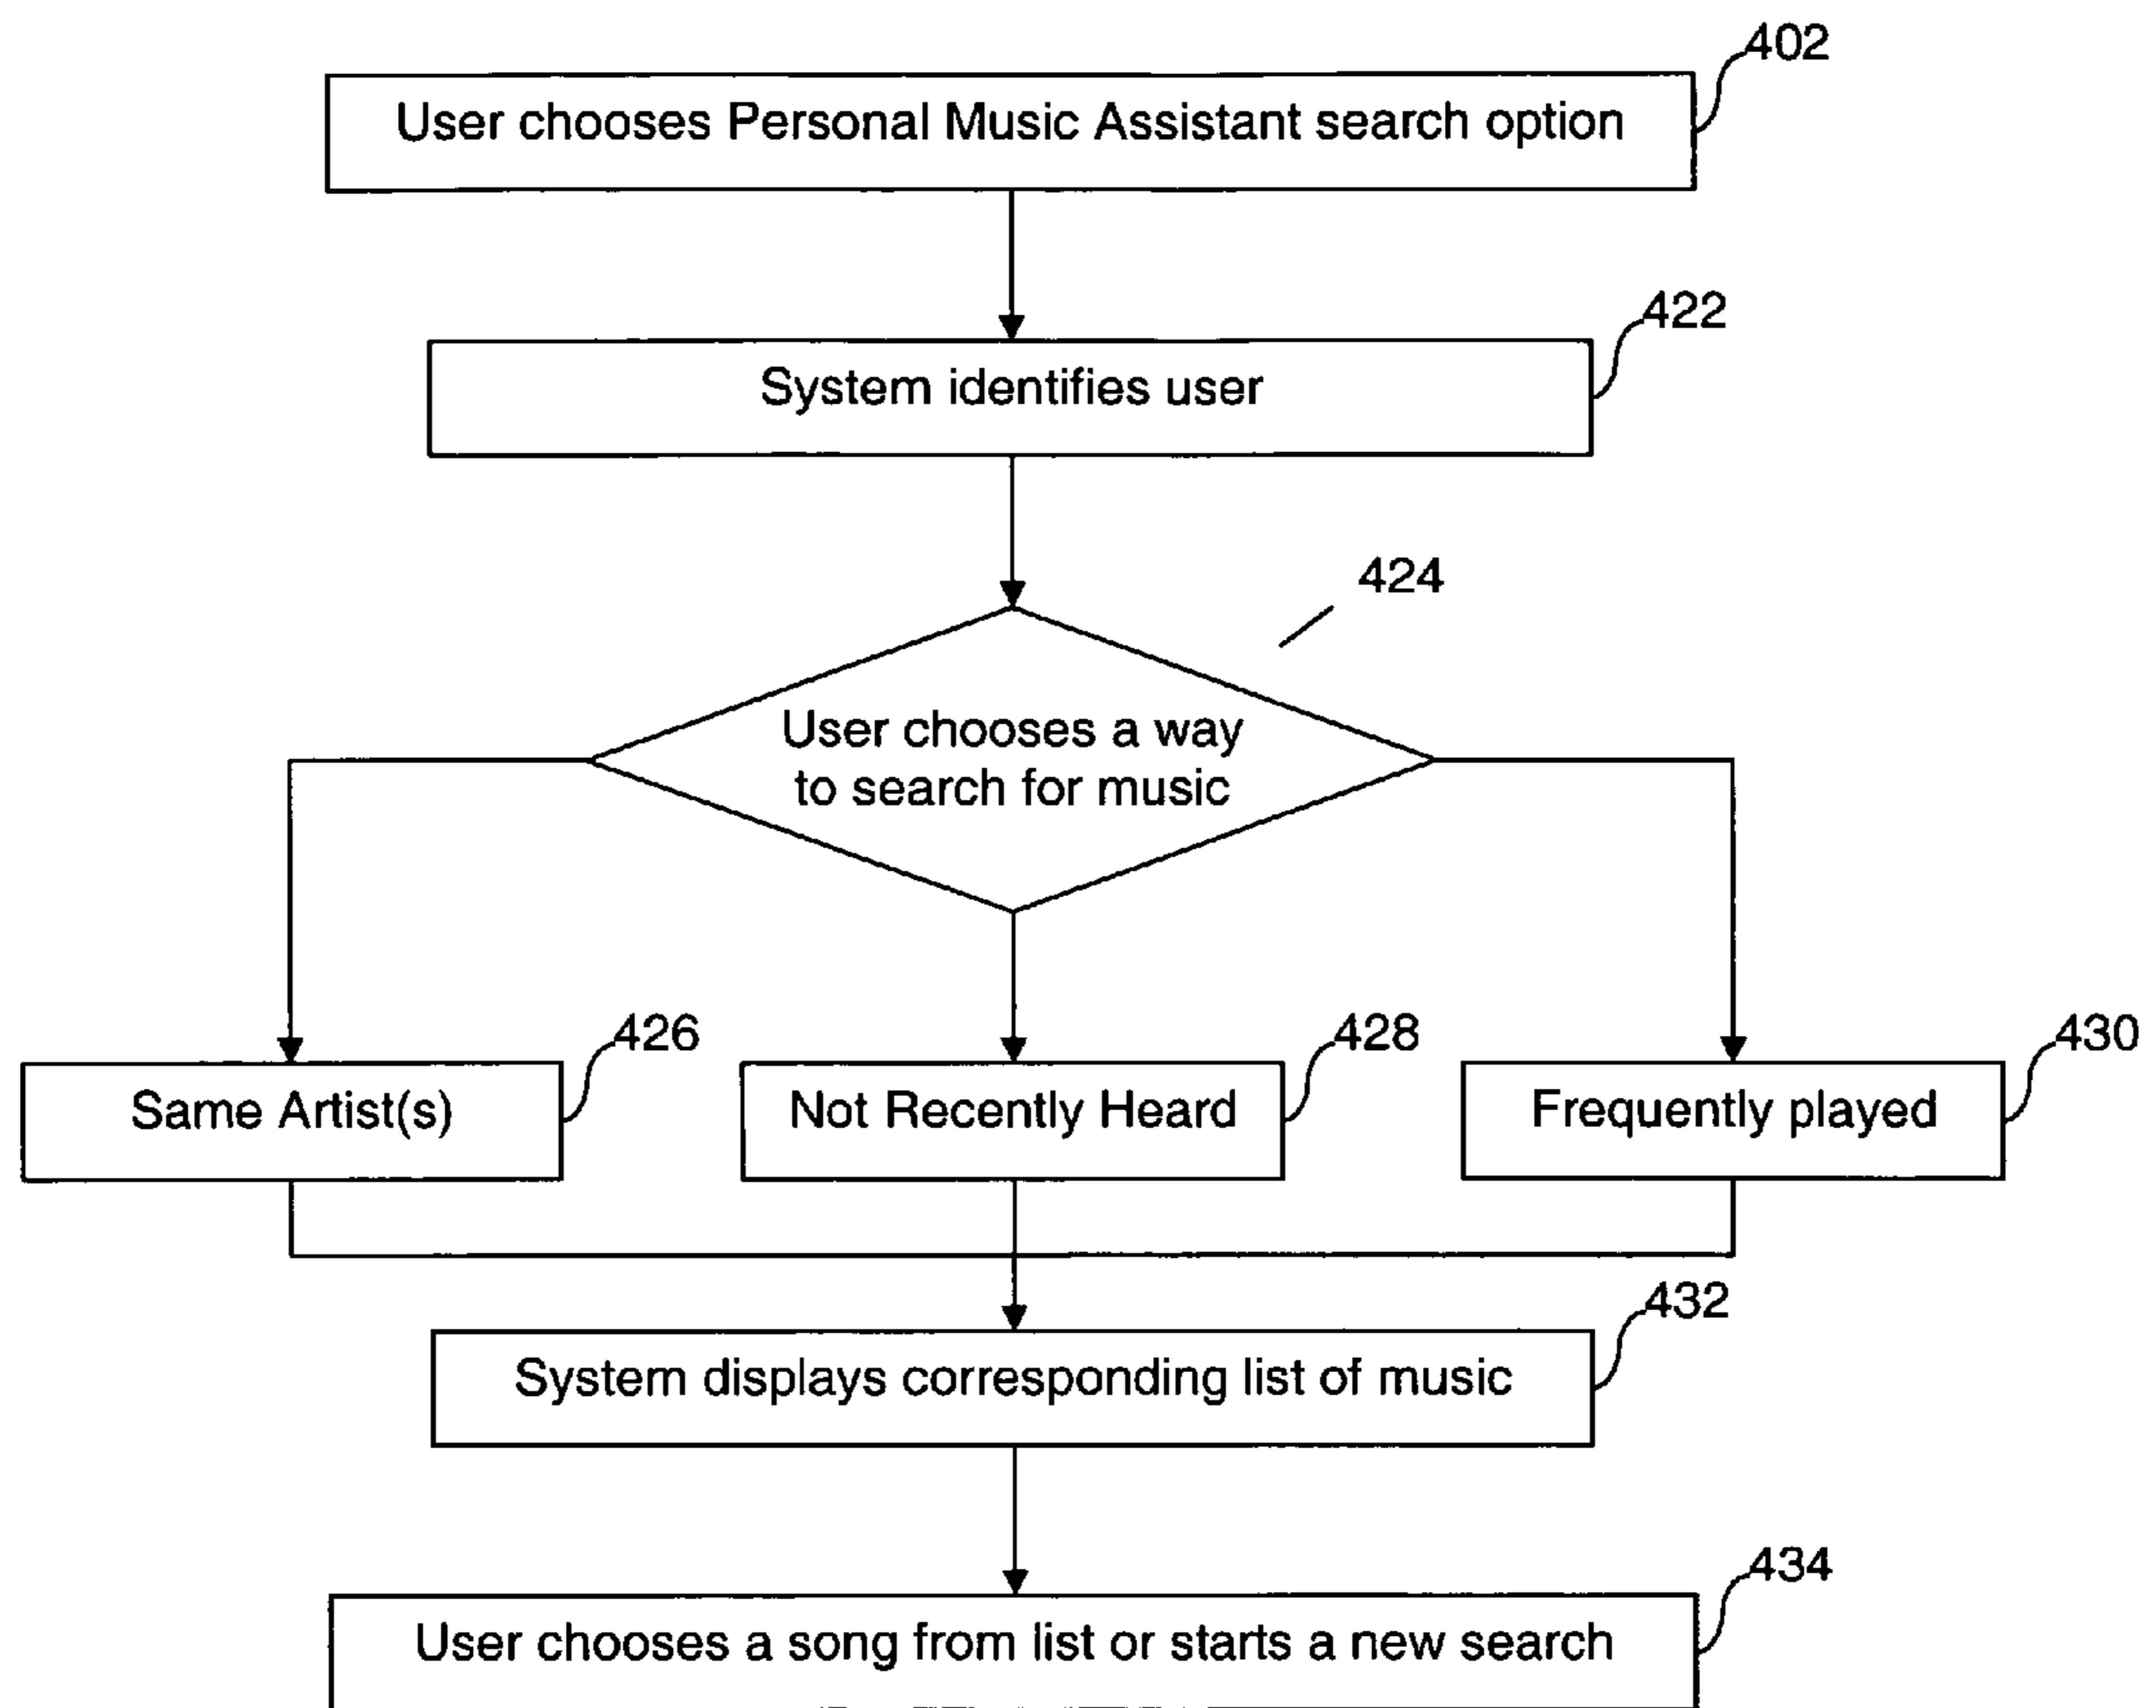 402
User chooses Personal Music Assistant search option
422
System identifies user
424
User chooses a way
to search for music
426
428
430
Same Artist(s)
Not Recently Heard
Frequently played
432
System displays corresponding list of music
434
User chooses a song from list or starts a new search